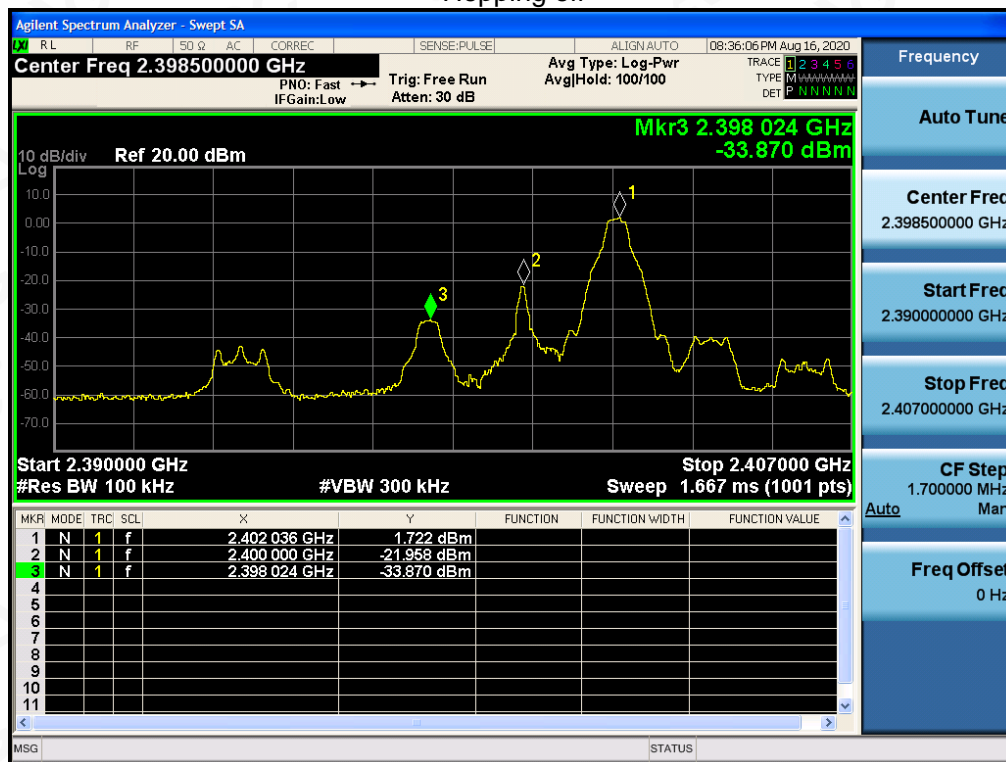 Agilent Spectrum Analyzer - Swept SA
LXI RL RF 50 Ω AC CORREC SENSE:PULSE ALIGN AUTO 08:36:06 PM Aug 16, 2020
Center Freq 2.398500000 GHz
PNO: Fast
IFGain:Low
Trig: Free Run
Atten: 30 dB
Avg Type: Log-Pwr
Avg|Hold: 100/100
TRACE 1 2 3 4 5 6
TYPE M
DET P N N N N N
Mkr3 2.398 024 GHz
-33.870 dBm
10 dB/div Ref 20.00 dBm
Log
10.0
0.00
-10.0
-20.0
-30.0
-40.0
-50.0
-60.0
-70.0
1
2
3
Start 2.390000 GHz Stop 2.407000 GHz
#Res BW 100 kHz #VBW 300 kHz Sweep 1.667 ms (1001 pts)
MKR MODE TRC SCL X Y FUNCTION FUNCTION WIDTH FUNCTION VALUE
1 N 1 f 2.402 036 GHz 1.722 dBm
2 N 1 f 2.400 000 GHz -21.958 dBm
3 N 1 f 2.398 024 GHz -33.870 dBm
4
5
6
7
8
9
10
11
MSG STATUS
Frequency
Auto Tune
Center Freq
2.398500000 GHz
Start Freq
2.390000000 GHz
Stop Freq
2.407000000 GHz
CF Step
1.700000 MHz
Auto Man
Freq Offset
0 Hz